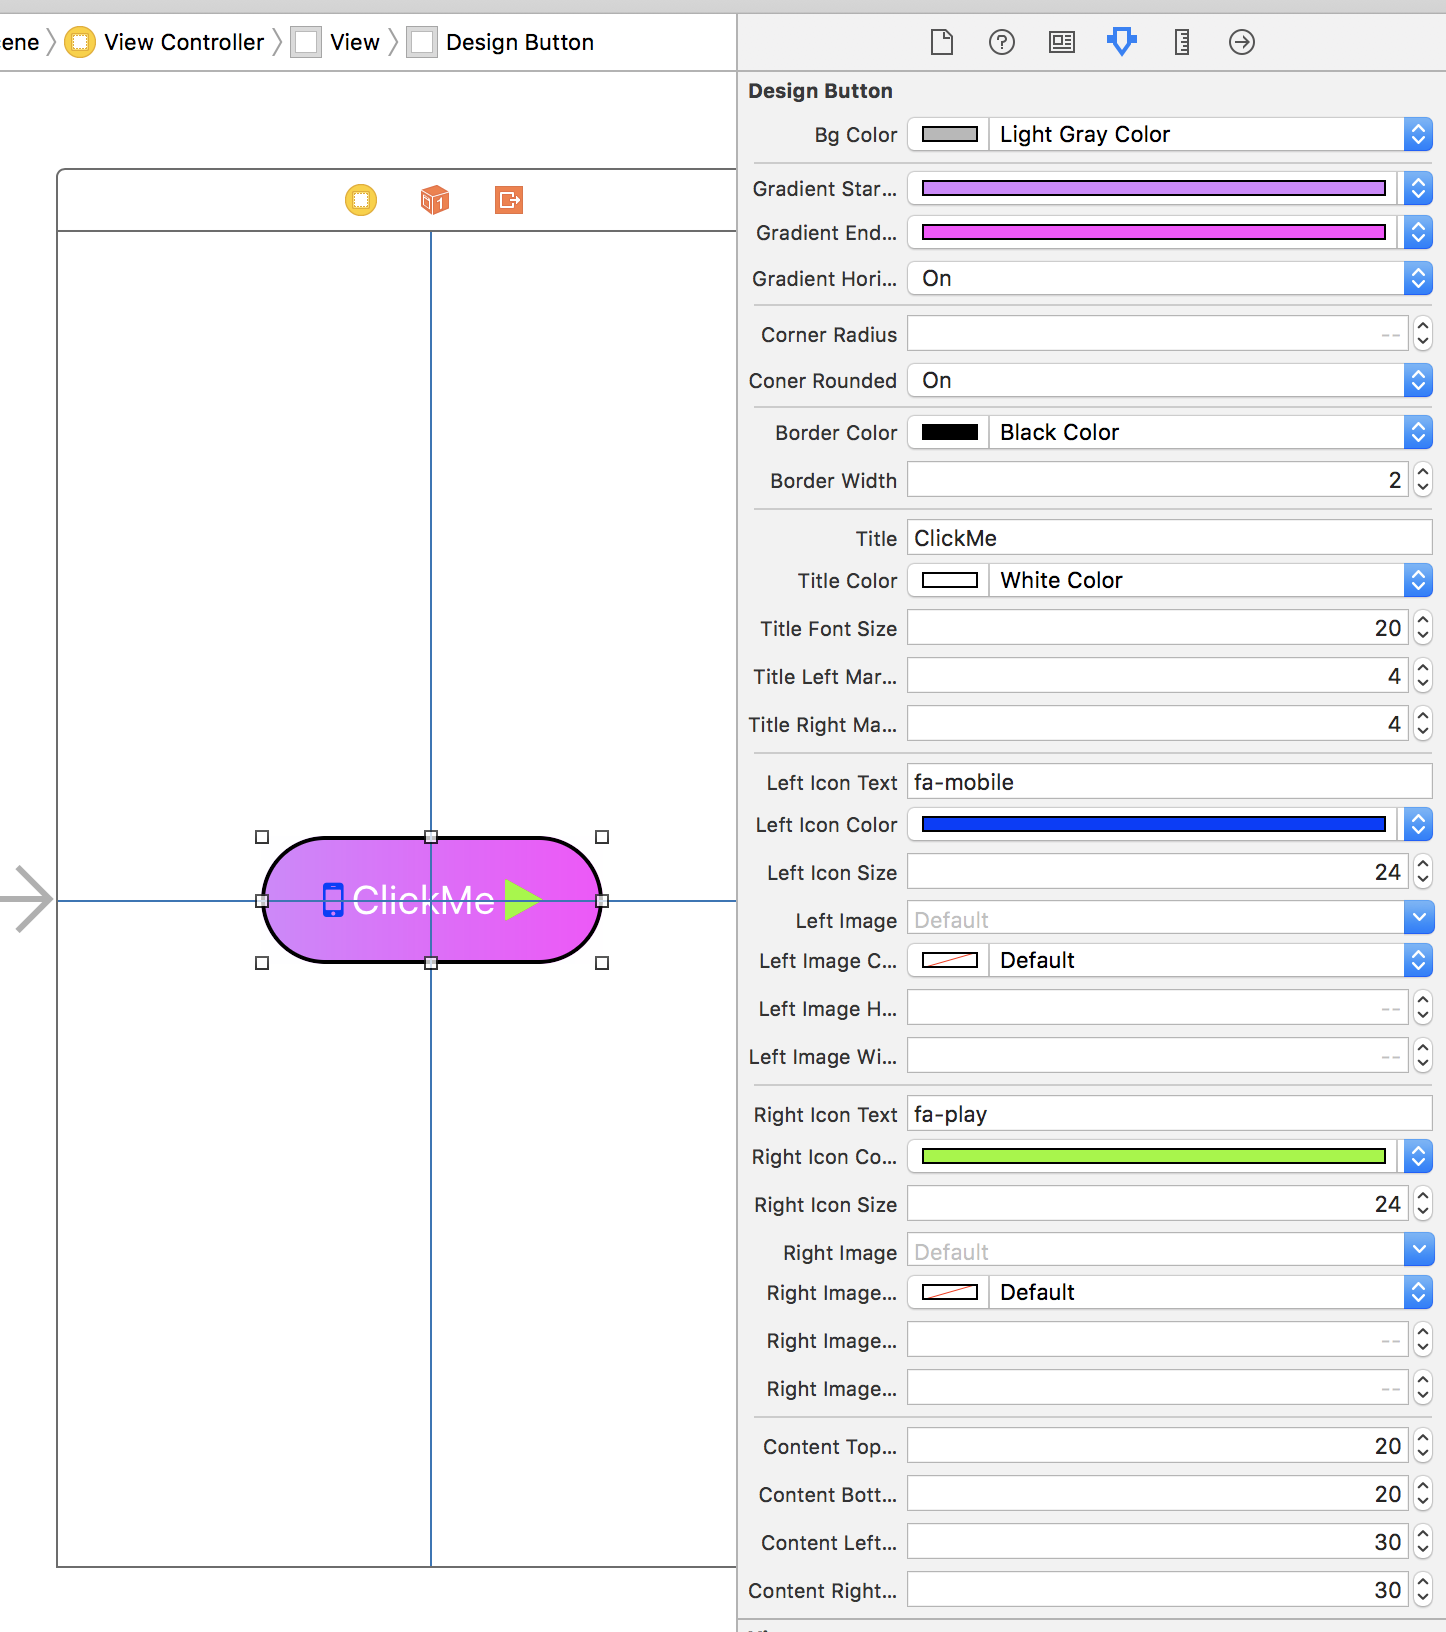 ene View Controller View Design Button
Design Button
Bg Color Light Gray Color
Gradient Star...
Gradient End...
Gradient Hori... On
Corner Radius --
Coner Rounded On
Border Color Black Color
Border Width 2
Title ClickMe
Title Color White Color
Title Font Size 20
Title Left Mar... 4
Title Right Ma... 4
Left Icon Text fa-mobile
Left Icon Color
Left Icon Size 24
Left Image Default
Left Image C... Default
Left Image H... --
Left Image Wi... --
Right Icon Text fa-play
Right Icon Co...
Right Icon Size 24
Right Image Default
Right Image... Default
Right Image... --
Right Image... --
Content Top... 20
Content Bott... 20
Content Left... 30
Content Right... 30
1
ClickMe